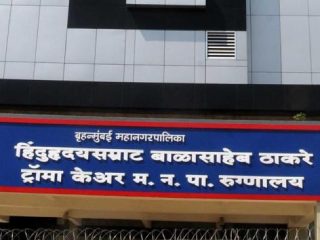 बृहन्मुंबई महानगरपालिका
हिंदुहृदयसम्राट बाळासाहेब ठाकरे
ट्रॉमा केअर म. न. पा. रुग्णालय